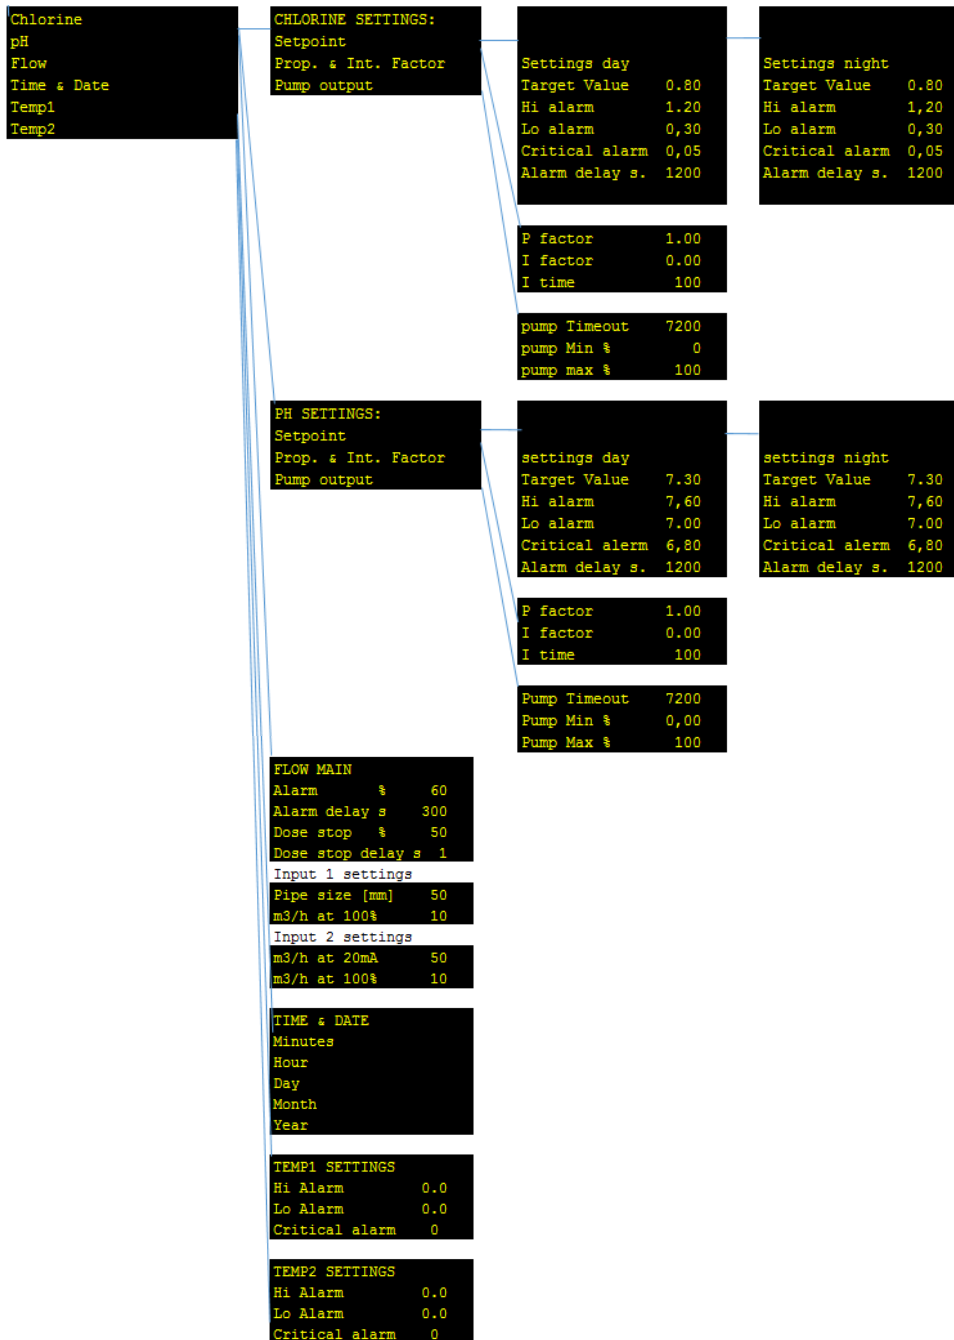 Chlorine
pH
Flow
Time & Date
Temp1
Temp2
CHLORINE SETTINGS:
Setpoint
Prop. & Int. Factor
Pump output
Settings day
Target Value 0.80
Hi alarm 1.20
Lo alarm 0,30
Critical alarm 0,05
Alarm delay s. 1200
Settings night
Target Value 0.80
Hi alarm 1,20
Lo alarm 0,30
Critical alarm 0,05
Alarm delay s. 1200
P factor 1.00
I factor 0.00
I time 100
pump Timeout 7200
pump Min % 0
pump max % 100
PH SETTINGS:
Setpoint
Prop. & Int. Factor
Pump output
settings day
Target Value 7.30
Hi alarm 7,60
Lo alarm 7.00
Critical alerm 6,80
Alarm delay s. 1200
settings night
Target Value 7.30
Hi alarm 7,60
Lo alarm 7.00
Critical alerm 6,80
Alarm delay s. 1200
P factor 1.00
I factor 0.00
I time 100
Pump Timeout 7200
Pump Min % 0,00
Pump Max % 100
FLOW MAIN
Alarm % 60
Alarm delay s 300
Dose stop % 50
Dose stop delay s 1
Input 1 settings
Pipe size [mm] 50
m3/h at 100% 10
Input 2 settings
m3/h at 20mA 50
m3/h at 100% 10
TIME & DATE
Minutes
Hour
Day
Month
Year
TEMP1 SETTINGS
Hi Alarm 0.0
Lo Alarm 0.0
Critical alarm 0
TEMP2 SETTINGS
Hi Alarm 0.0
Lo Alarm 0.0
Critical alarm 0